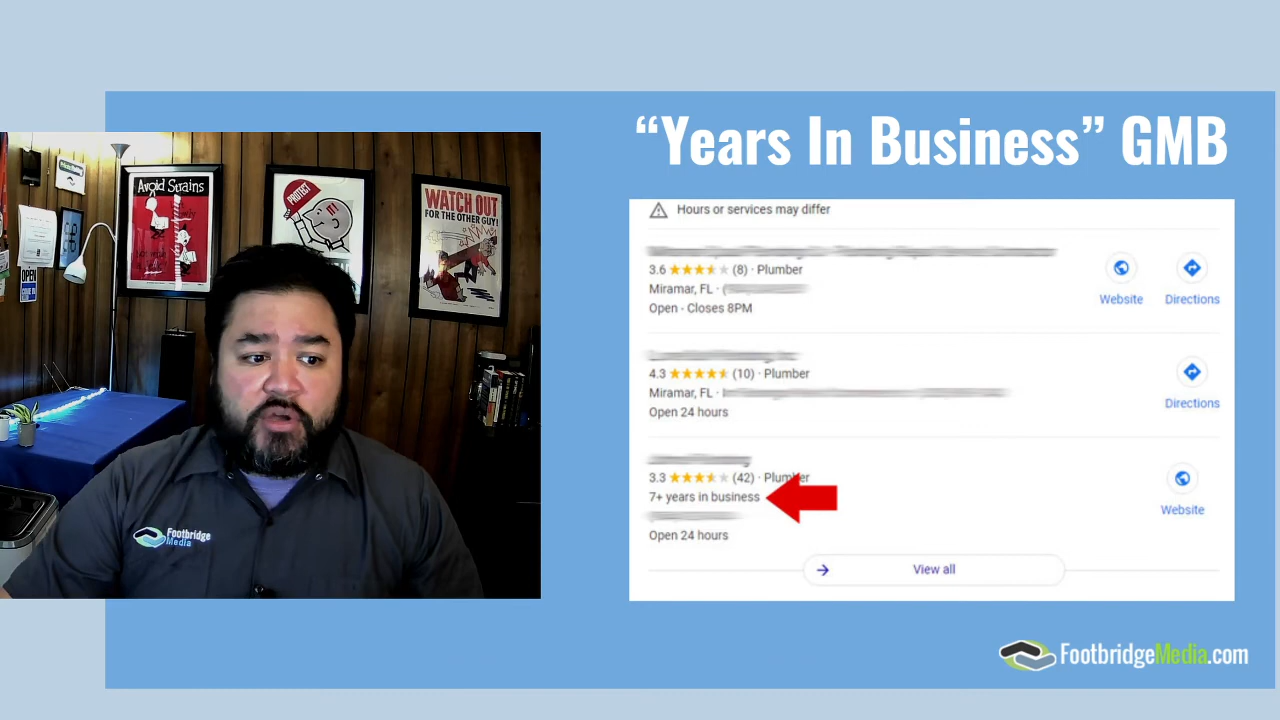 “Years In Business” GMB
Avoid Strains
PROTECT
WATCH OUT
FOR THE OTHER GUY!
OPEN
Footbridge
Media
Hours or services may differ
3.6 (8) · Plumber
Miramar, FL · (
Open · Closes 8PM
Website
Directions
4.3 (10) · Plumber
Miramar, FL ·
Open 24 hours
Directions
3.3 (42) · Plumber
7+ years in business
Open 24 hours
Website
View all
FootbridgeMedia.com